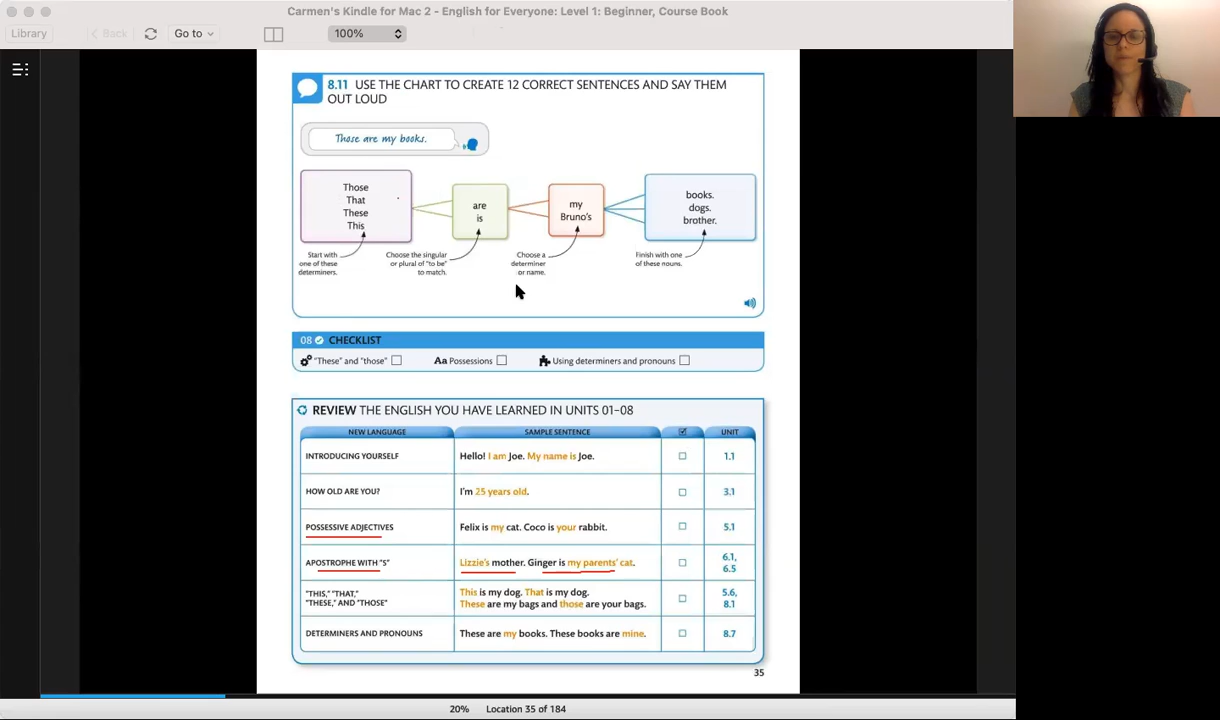 Carmen's Kindle for Mac 2 - English for Everyone: Level 1: Beginner, Course Book
Library
Back
Go to
100%
8.11 USE THE CHART TO CREATE 12 CORRECT SENTENCES AND SAY THEM
OUT LOUD
Those are my books.
Those
That
These
This
are
is
my
Bruno's
books.
dogs.
brother.
Start with
one of these
determiners.
Choose the singular
or plural of "to be"
to match.
Choose a
determiner
or name.
Finish with one
of these nouns.
08 CHECKLIST
"These" and "those"
Aa Possessions
Using determiners and pronouns
REVIEW THE ENGLISH YOU HAVE LEARNED IN UNITS 01–08
NEW LANGUAGE SAMPLE SENTENCE UNIT
INTRODUCING YOURSELF Hello! I am Joe. My name is Joe. 1.1
HOW OLD ARE YOU? I'm 25 years old. 3.1
POSSESSIVE ADJECTIVES Felix is my cat. Coco is your rabbit. 5.1
APOSTROPHE WITH "S" Lizzie's mother. Ginger is my parents' cat. 6.1,
6.5
"THIS," "THAT,"
"THESE," AND "THOSE"
This is my dog. That is my dog.
These are my bags and those are your bags.
5.6,
8.1
DETERMINERS AND PRONOUNS These are my books. These books are mine. 8.7
35
20% Location 35 of 184